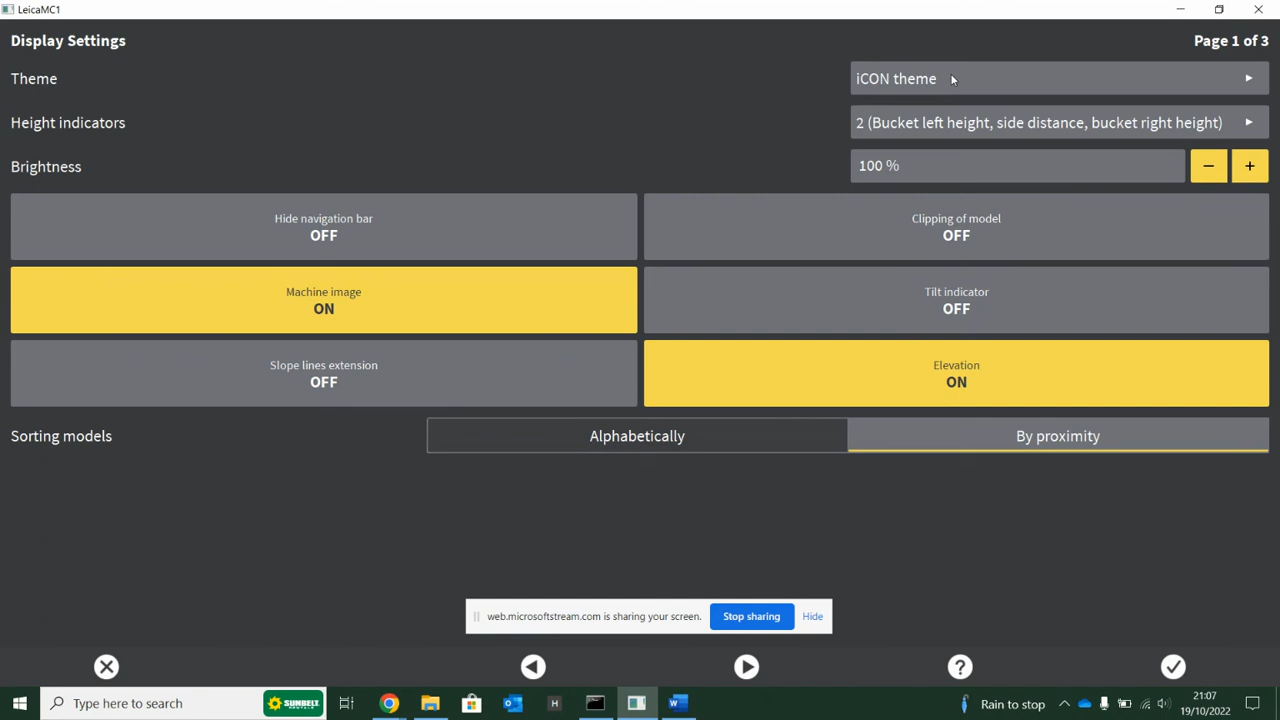 LeicaMC1
Display Settings
Page 1 of 3
Theme
iCON theme
Height indicators
2 (Bucket left height, side distance, bucket right height)
Brightness
100 %
Hide navigation bar
OFF
Clipping of model
OFF
Machine image
ON
Tilt indicator
OFF
Slope lines extension
OFF
Elevation
ON
Sorting models
Alphabetically
By proximity
web.microsoftstream.com is sharing your screen.
Stop sharing
Hide
Type here to search
SUNBELT
Rain to stop
21:07
19/10/2022